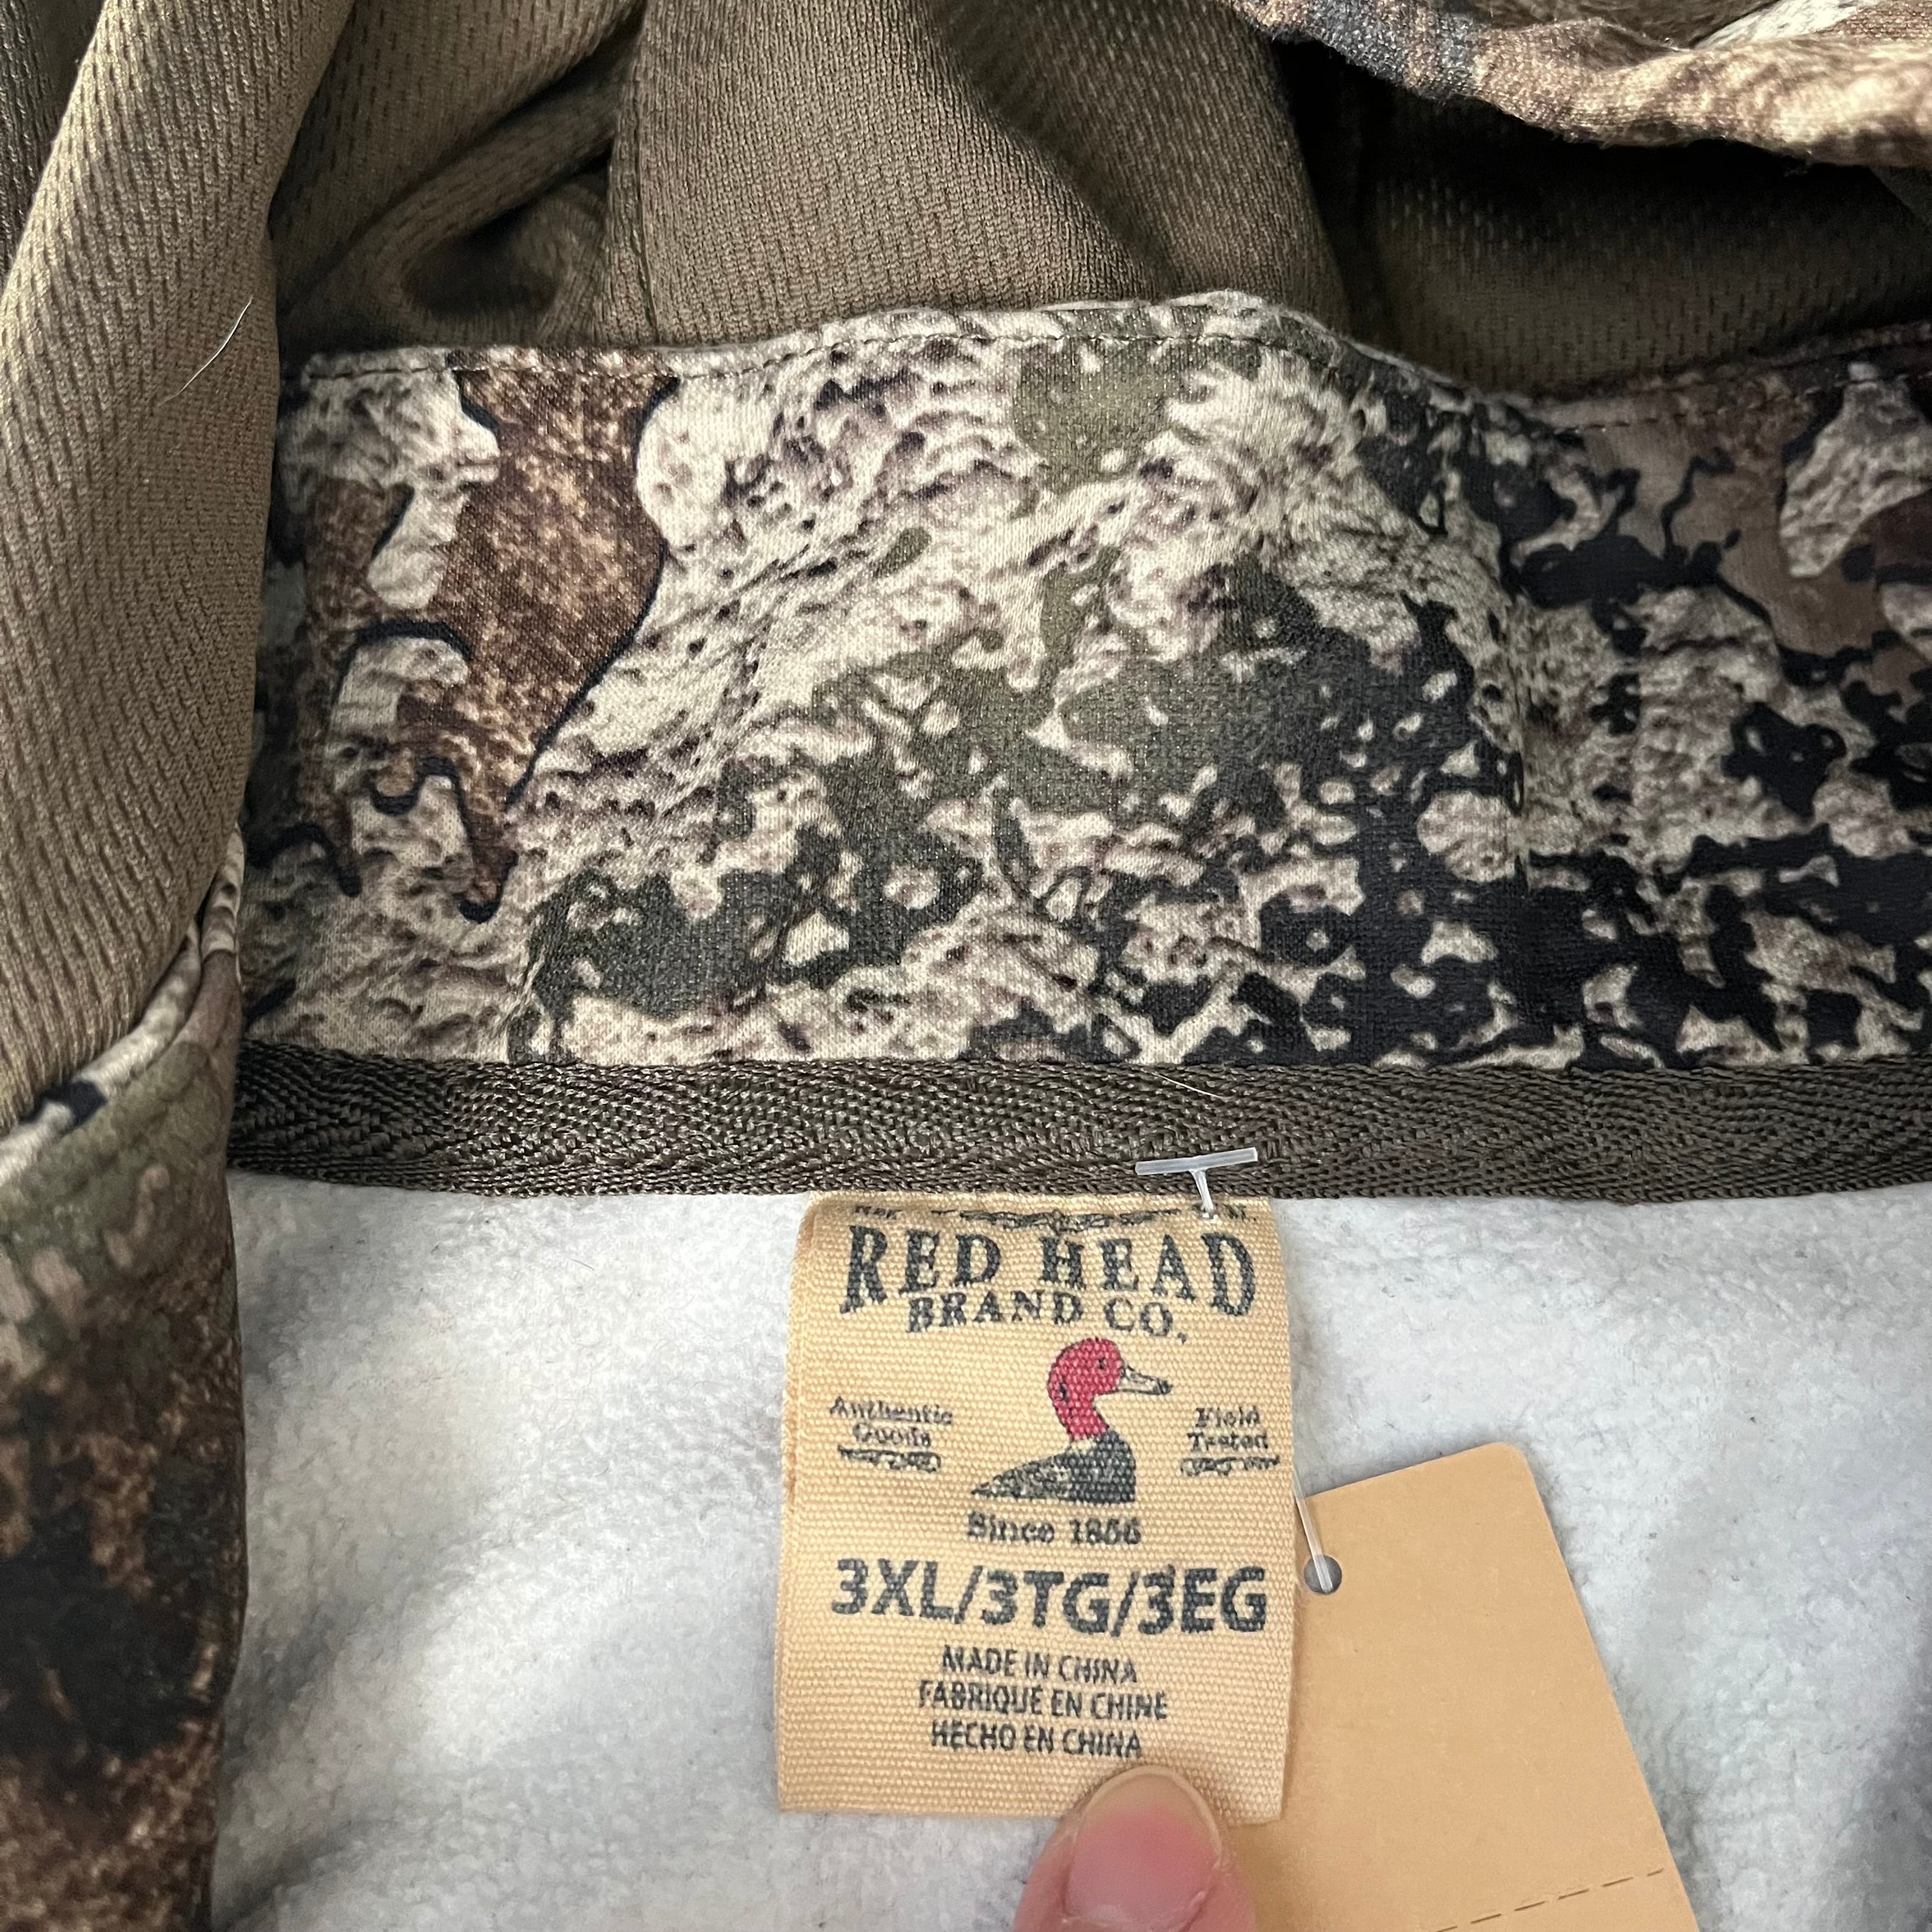 RED HEAD
BRAND CO.
Authentic
Goods
Field
Tested
Since 1856
3XL/3TG/3EG
MADE IN CHINA
FABRIQUÉ EN CHINE
HECHO EN CHINA